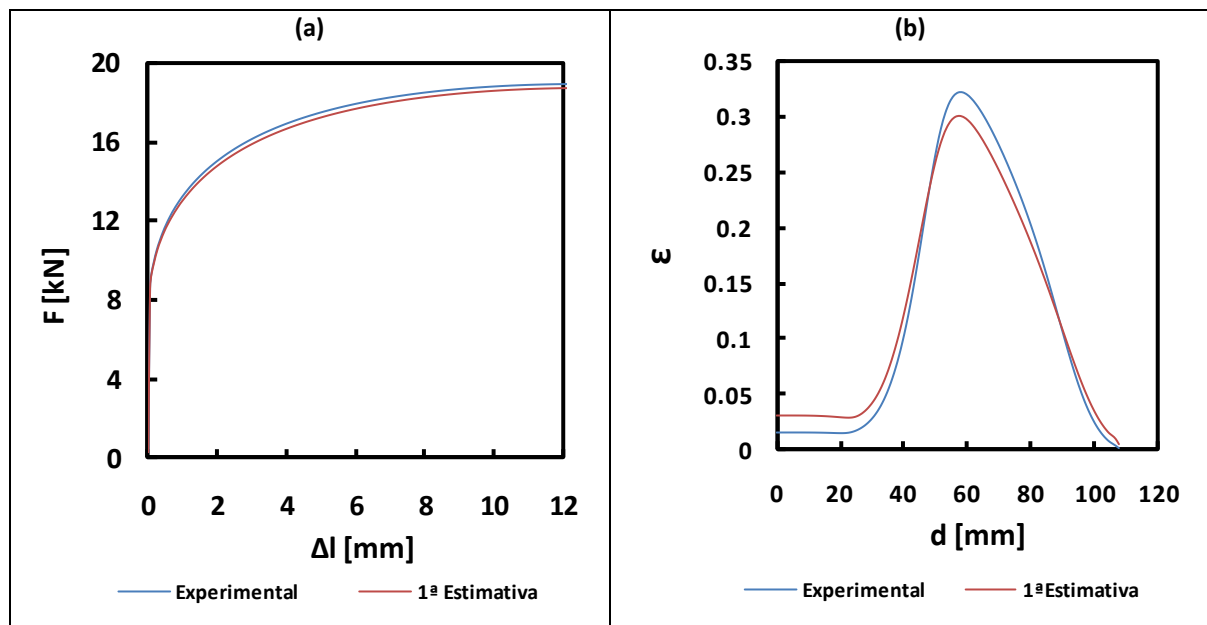 (a)
20
16
12
8
4
0
F [kN]
0 2 4 6 8 10 12
Δl [mm]
Experimental 1ª Estimativa
(b)
0.35
0.3
0.25
0.2
0.15
0.1
0.05
0
ε
0 20 40 60 80 100 120
d [mm]
Experimental 1ªEstimativa